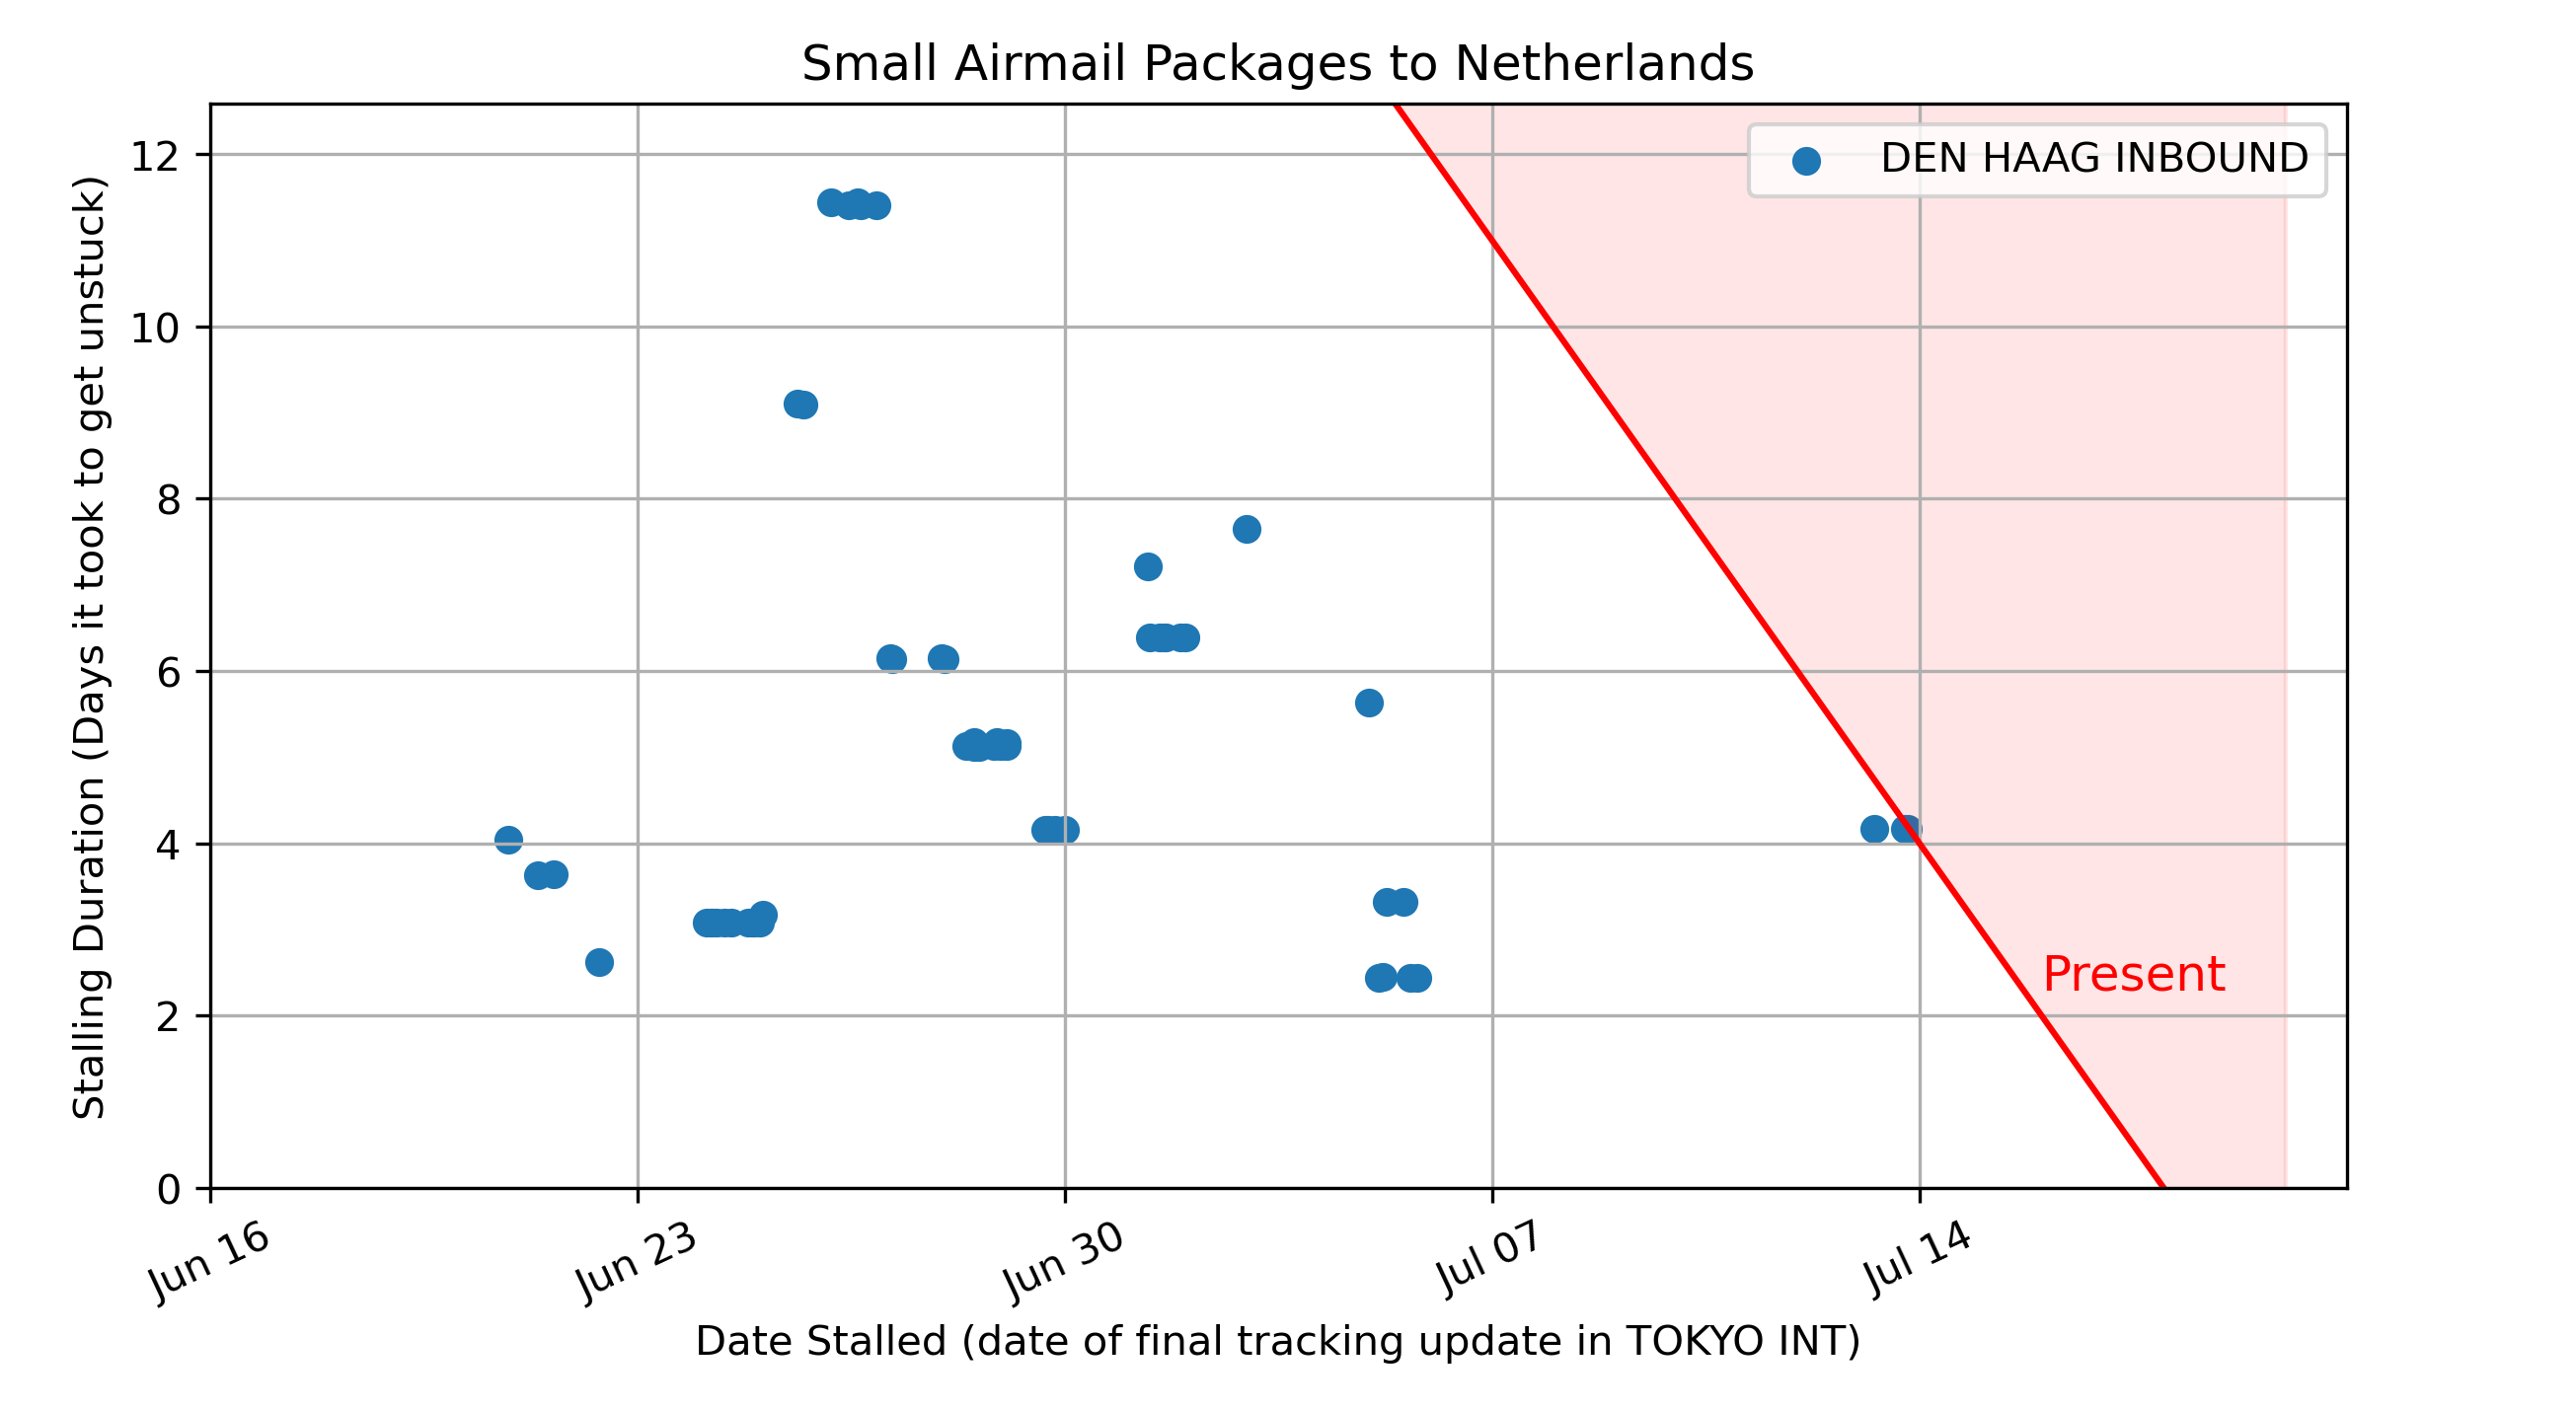 Small Airmail Packages to Netherlands
DEN HAAG INBOUND
Stalling Duration (Days it took to get unstuck)
12
10
8
6
4
2
0
Present
Jun 16
Jun 23
Jun 30
Jul 07
Jul 14
Date Stalled (date of final tracking update in TOKYO INT)